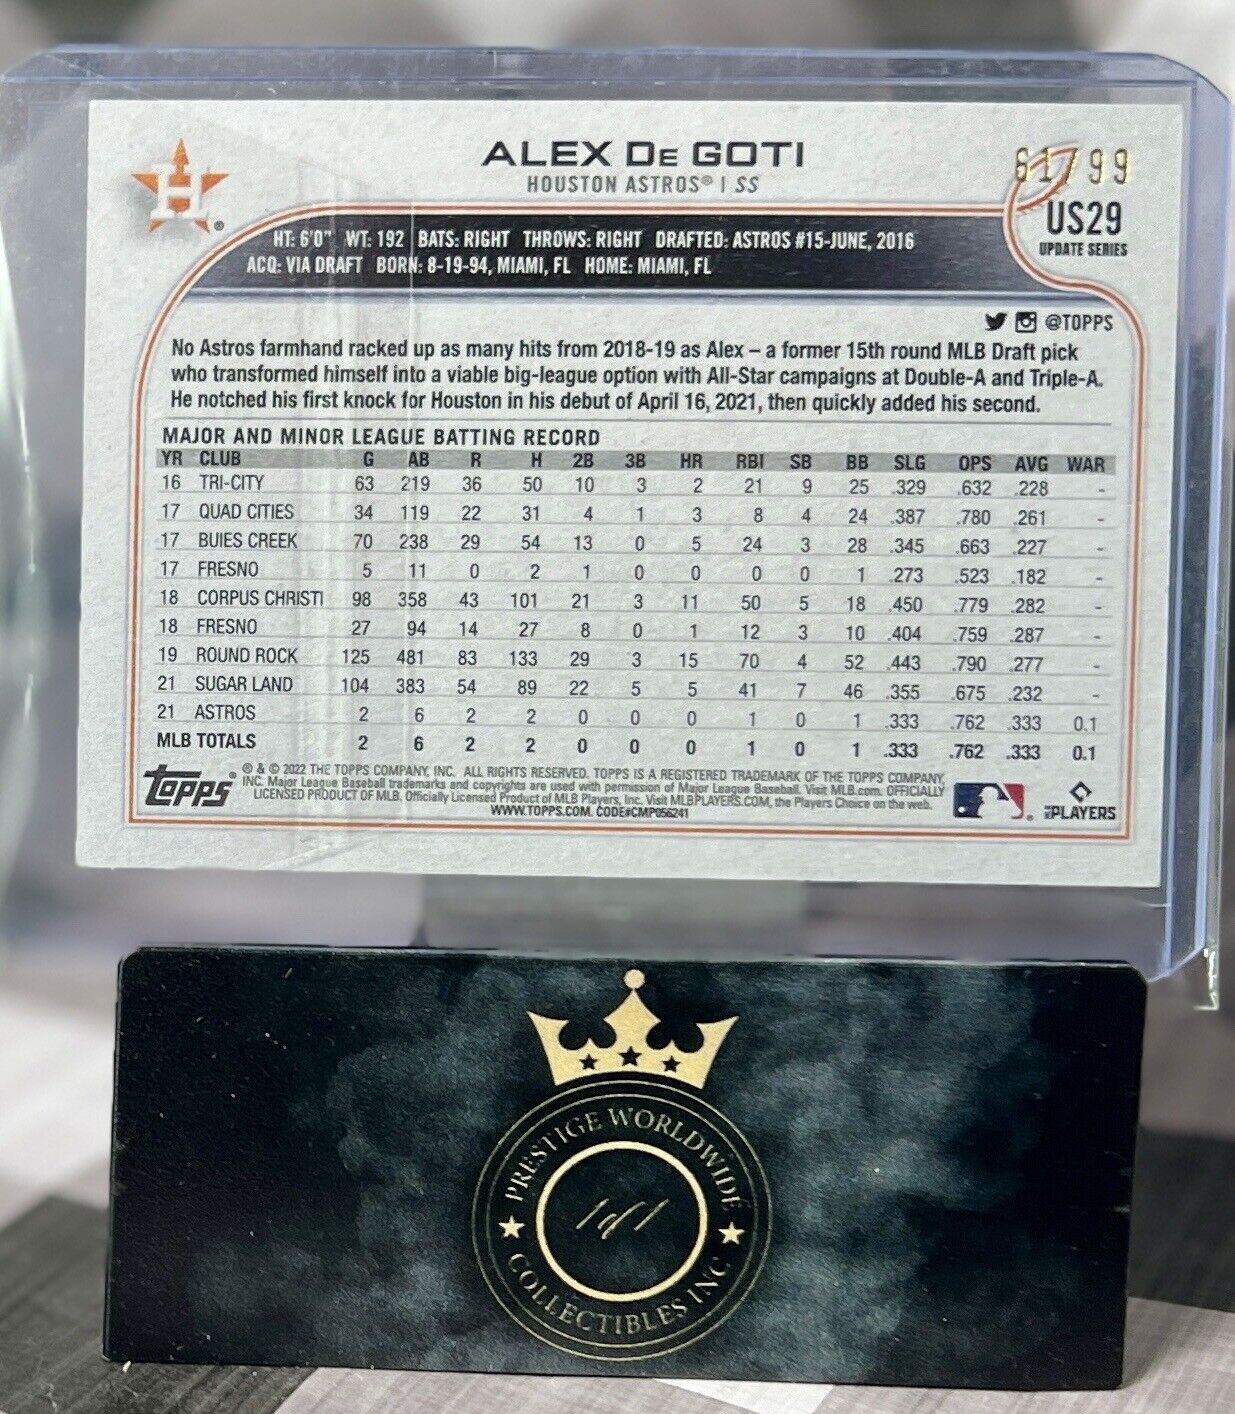 ALEX DE GOTI
HOUSTON ASTROS® | SS
61/99
US29
UPDATE SERIES
H ®
HT: 6'0" WT: 192 BATS: RIGHT THROWS: RIGHT DRAFTED: ASTROS #15-JUNE, 2016
ACQ: VIA DRAFT BORN: 8-19-94, MIAMI, FL HOME: MIAMI, FL
@TOPPS
No Astros farmhand racked up as many hits from 2018-19 as Alex – a former 15th round MLB Draft pick
who transformed himself into a viable big-league option with All-Star campaigns at Double-A and Triple-A.
He notched his first knock for Houston in his debut of April 16, 2021, then quickly added his second.
MAJOR AND MINOR LEAGUE BATTING RECORD
YR CLUB G AB R H 2B 3B HR RBI SB BB SLG OPS AVG WAR
16 TRI-CITY 63 219 36 50 10 3 2 21 9 25 .329 .632 .228 -
17 QUAD CITIES 34 119 22 31 4 1 3 8 4 24 .387 .780 .261 -
17 BUIES CREEK 70 238 29 54 13 0 5 24 3 28 .345 .663 .227 -
17 FRESNO 5 11 0 2 1 0 0 0 0 1 .273 .523 .182 -
18 CORPUS CHRISTI 98 358 43 101 21 3 11 50 5 18 .450 .779 .282 -
18 FRESNO 27 94 14 27 8 0 1 12 3 10 .404 .759 .287 -
19 ROUND ROCK 125 481 83 133 29 3 15 70 4 52 .443 .790 .277 -
21 SUGAR LAND 104 383 54 89 22 5 5 41 7 46 .355 .675 .232 -
21 ASTROS 2 6 2 2 0 0 0 1 0 1 .333 .762 .333 0.1
MLB TOTALS 2 6 2 2 0 0 0 1 0 1 .333 .762 .333 0.1
topps®
® & © 2022 THE TOPPS COMPANY, INC. ALL RIGHTS RESERVED. TOPPS IS A REGISTERED TRADEMARK OF THE TOPPS COMPANY,
INC. Major League Baseball trademarks and copyrights are used with permission of Major League Baseball. Visit MLB.com. OFFICIALLY
LICENSED PRODUCT OF MLB. Officially Licensed Product of MLB Players, Inc. Visit MLBPLAYERS.COM, the Players Choice on the web.
WWW.TOPPS.COM. CODE#CMP056241
MLB PLAYERS
PRESTIGE WORLDWIDE
1of1
COLLECTIBLES INC.